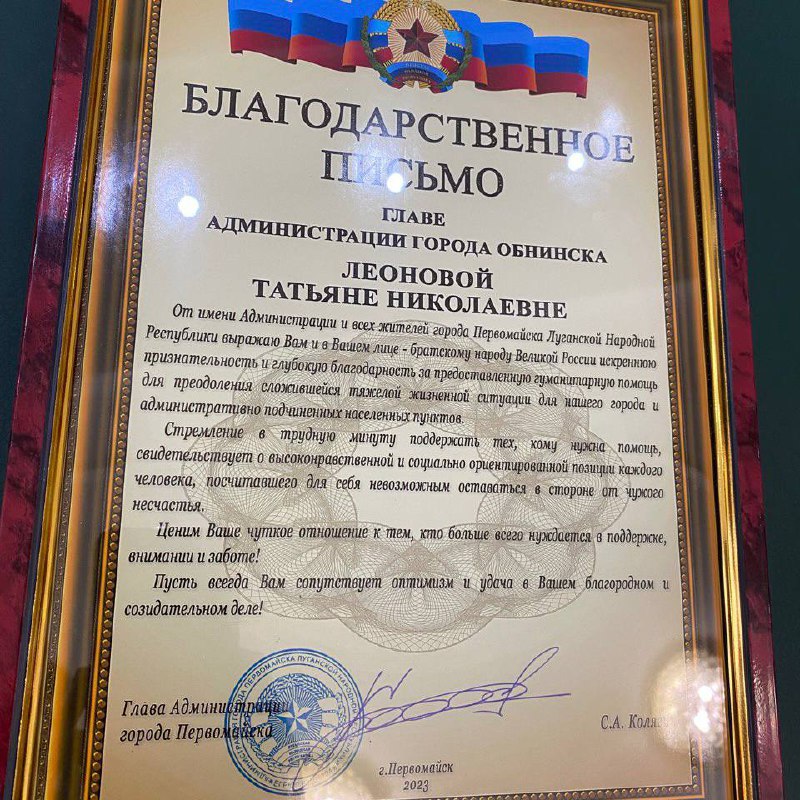 БЛАГОДАРСТВЕННОЕ
ПИСЬМО
ГЛАВЕ
АДМИНИСТРАЦИИ ГОРОДА ОБНИНСКА
ЛЕОНОВОЙ
ТАТЬЯНЕ НИКОЛАЕВНЕ
От имени Администрации и всех жителей города Первомайска Луганской Народной
Республики выражаю Вам и в Вашем лице - братскому народу Великой России искреннюю
признательность и глубокую благодарность за предоставленную гуманитарную помощь
для преодоления сложившейся тяжелой жизненной ситуации для нашего города и
административно подчиненных населенных пунктов.
Стремление в трудную минуту поддержать тех, кому нужна помощь,
свидетельствует о высоконравственной и социально ориентированной позиции каждого
человека, посчитавшего для себя невозможным оставаться в стороне от чужого
несчастья.
Ценим Ваше чуткое отношение к тем, кто больше всего нуждается в поддержке,
внимании и заботе!
Пусть всегда Вам сопутствует оптимизм и удача в Вашем благородном и
созидательном деле!
Глава Администрации
города Первомайска
С.А.
г.Первомайск
2023